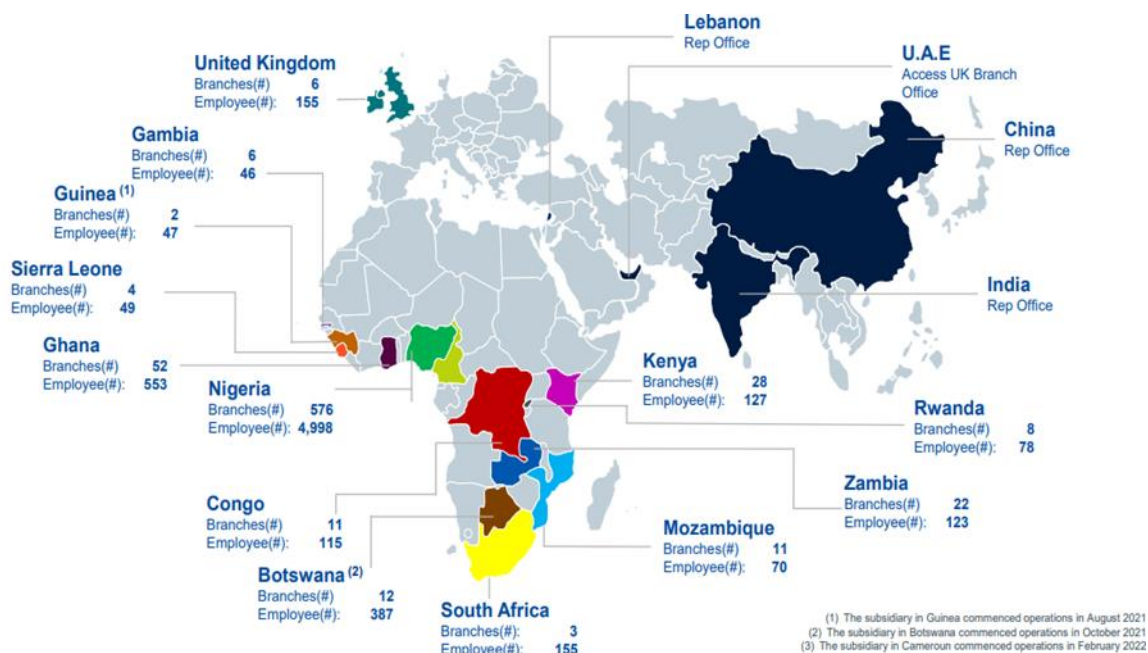 Lebanon
Rep Office
U.A.E
Access UK Branch
Office
United Kingdom
Branches(#) 6
Employee(#): 155
China
Rep Office
Gambia
Branches(#) 6
Employee(#): 46
Guinea (1)
Branches(#) 2
Employee(#): 47
Sierra Leone
Branches(#) 4
Employee(#): 49
India
Rep Office
Ghana
Branches(#) 52
Employee(#): 553
Nigeria
Branches(#) 576
Employee(#): 4,998
Kenya
Branches(#) 28
Employee(#): 127
Rwanda
Branches(#) 8
Employee(#): 78
Zambia
Branches(#) 22
Employee(#): 123
Congo
Branches(#) 11
Employee(#): 115
Mozambique
Branches(#) 11
Employee(#): 70
Botswana (2)
Branches(#) 12
Employee(#): 387
South Africa
Branches(#): 3
Employee(#): 155
(1) The subsidiary in Guinea commenced operations in August 2021
(2) The subsidiary in Botswana commenced operations in October 2021
(3) The subsidiary in Cameroun commenced operations in February 2022